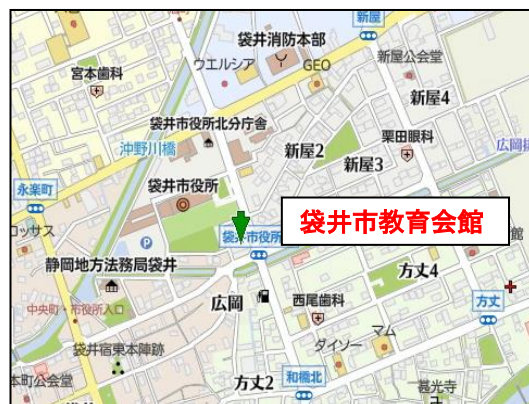 新屋
袋井消防本部
宮本歯科
ウエルシア
GEO
新屋公会堂
新屋4
袋井市役所北分庁舎
沖野川橋
新屋2
栗田眼科
新屋3
広岡
永楽町
袋井市役所
袋井市教育会館
ロッサス
袋井市役所
館
静岡地方法務局袋井
方丈4
広岡
西尾歯科
方丈
中央町・市役所入口
ダイソー
マム
袋井宿東本陣跡
本町公会堂
方丈2
和橋北
甚光寺